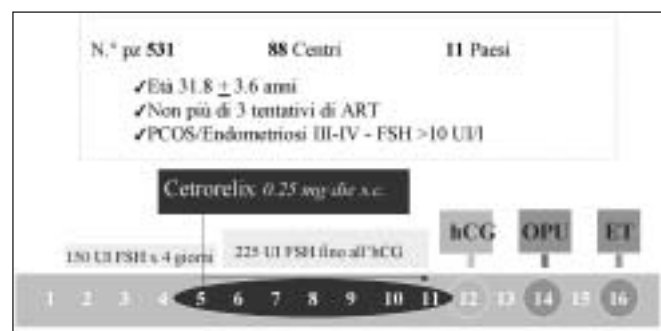 N.° pz 531 88 Centri 11 Paesi
✓Età 31.8 ± 3.6 anni
✓Non più di 3 tentativi di ART
✓PCOS/Endometriosi III-IV - FSH >10 UI/l
Cetrorelix 0.25 mg die s.c.
hCG OPU ET
150 UI FSH x 4 giorni 225 UI FSH fino all'hCG
1 2 3 4 5 6 7 8 9 10 11 12 13 14 15 16